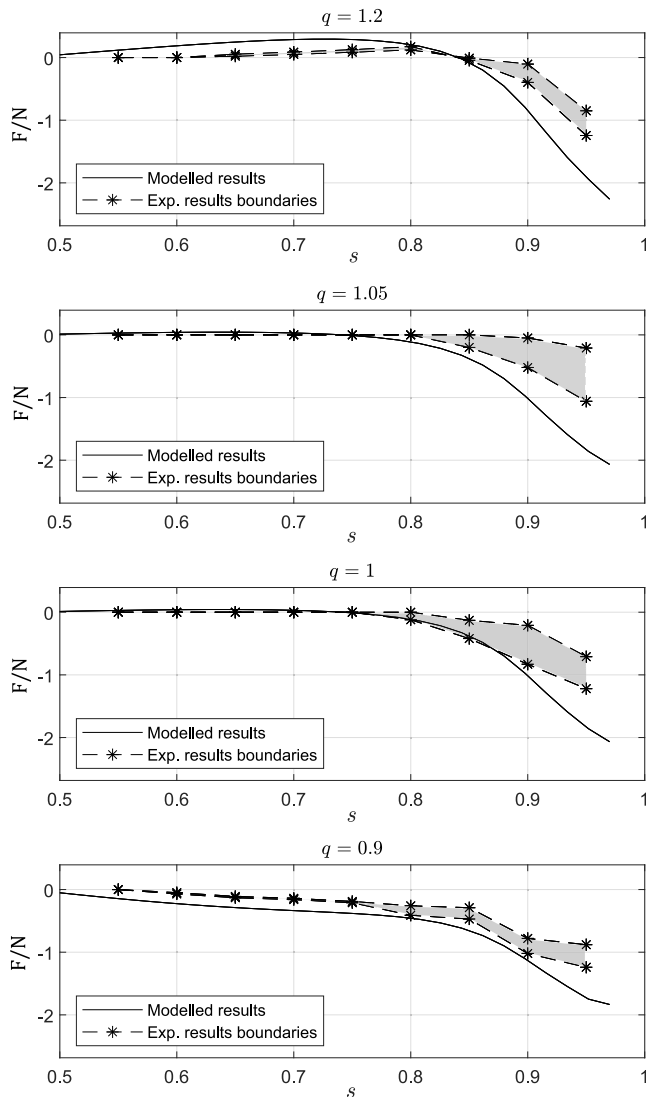 q = 1.2
0
-1
-2
F/N
Modelled results
Exp. results boundaries
0.5 0.6 0.7 0.8 0.9 1
s
q = 1.05
0
-1
-2
F/N
Modelled results
Exp. results boundaries
0.5 0.6 0.7 0.8 0.9 1
s
q = 1
0
-1
-2
F/N
Modelled results
Exp. results boundaries
0.5 0.6 0.7 0.8 0.9 1
s
q = 0.9
0
-1
-2
F/N
Modelled results
Exp. results boundaries
0.5 0.6 0.7 0.8 0.9 1
s